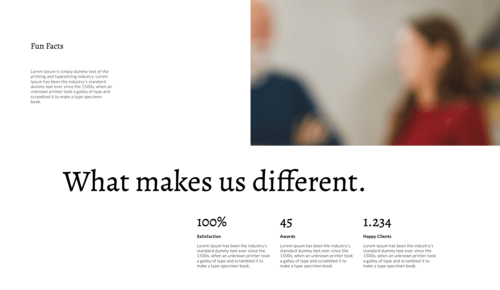 Fun Facts
Lorem Ipsum is simply dummy text of the
printing and typesetting industry. Lorem
Ipsum has been the industry's standard
dummy text ever since the 1500s, when an
unknown printer took a galley of type and
scrambled it to make a type specimen
book.
What makes us different.
100%
Satisfaction
Lorem Ipsum has been the industry's
standard dummy text ever since the
1500s, when an unknown printer took
a galley of type and scrambled it to
make a type specimen book.
45
Awards
Lorem Ipsum has been the industry's
standard dummy text ever since the
1500s, when an unknown printer took
a galley of type and scrambled it to
make a type specimen book.
1.234
Happy Clients
Lorem Ipsum has been the industry's
standard dummy text ever since the
1500s, when an unknown printer took
a galley of type and scrambled it to
make a type specimen book.